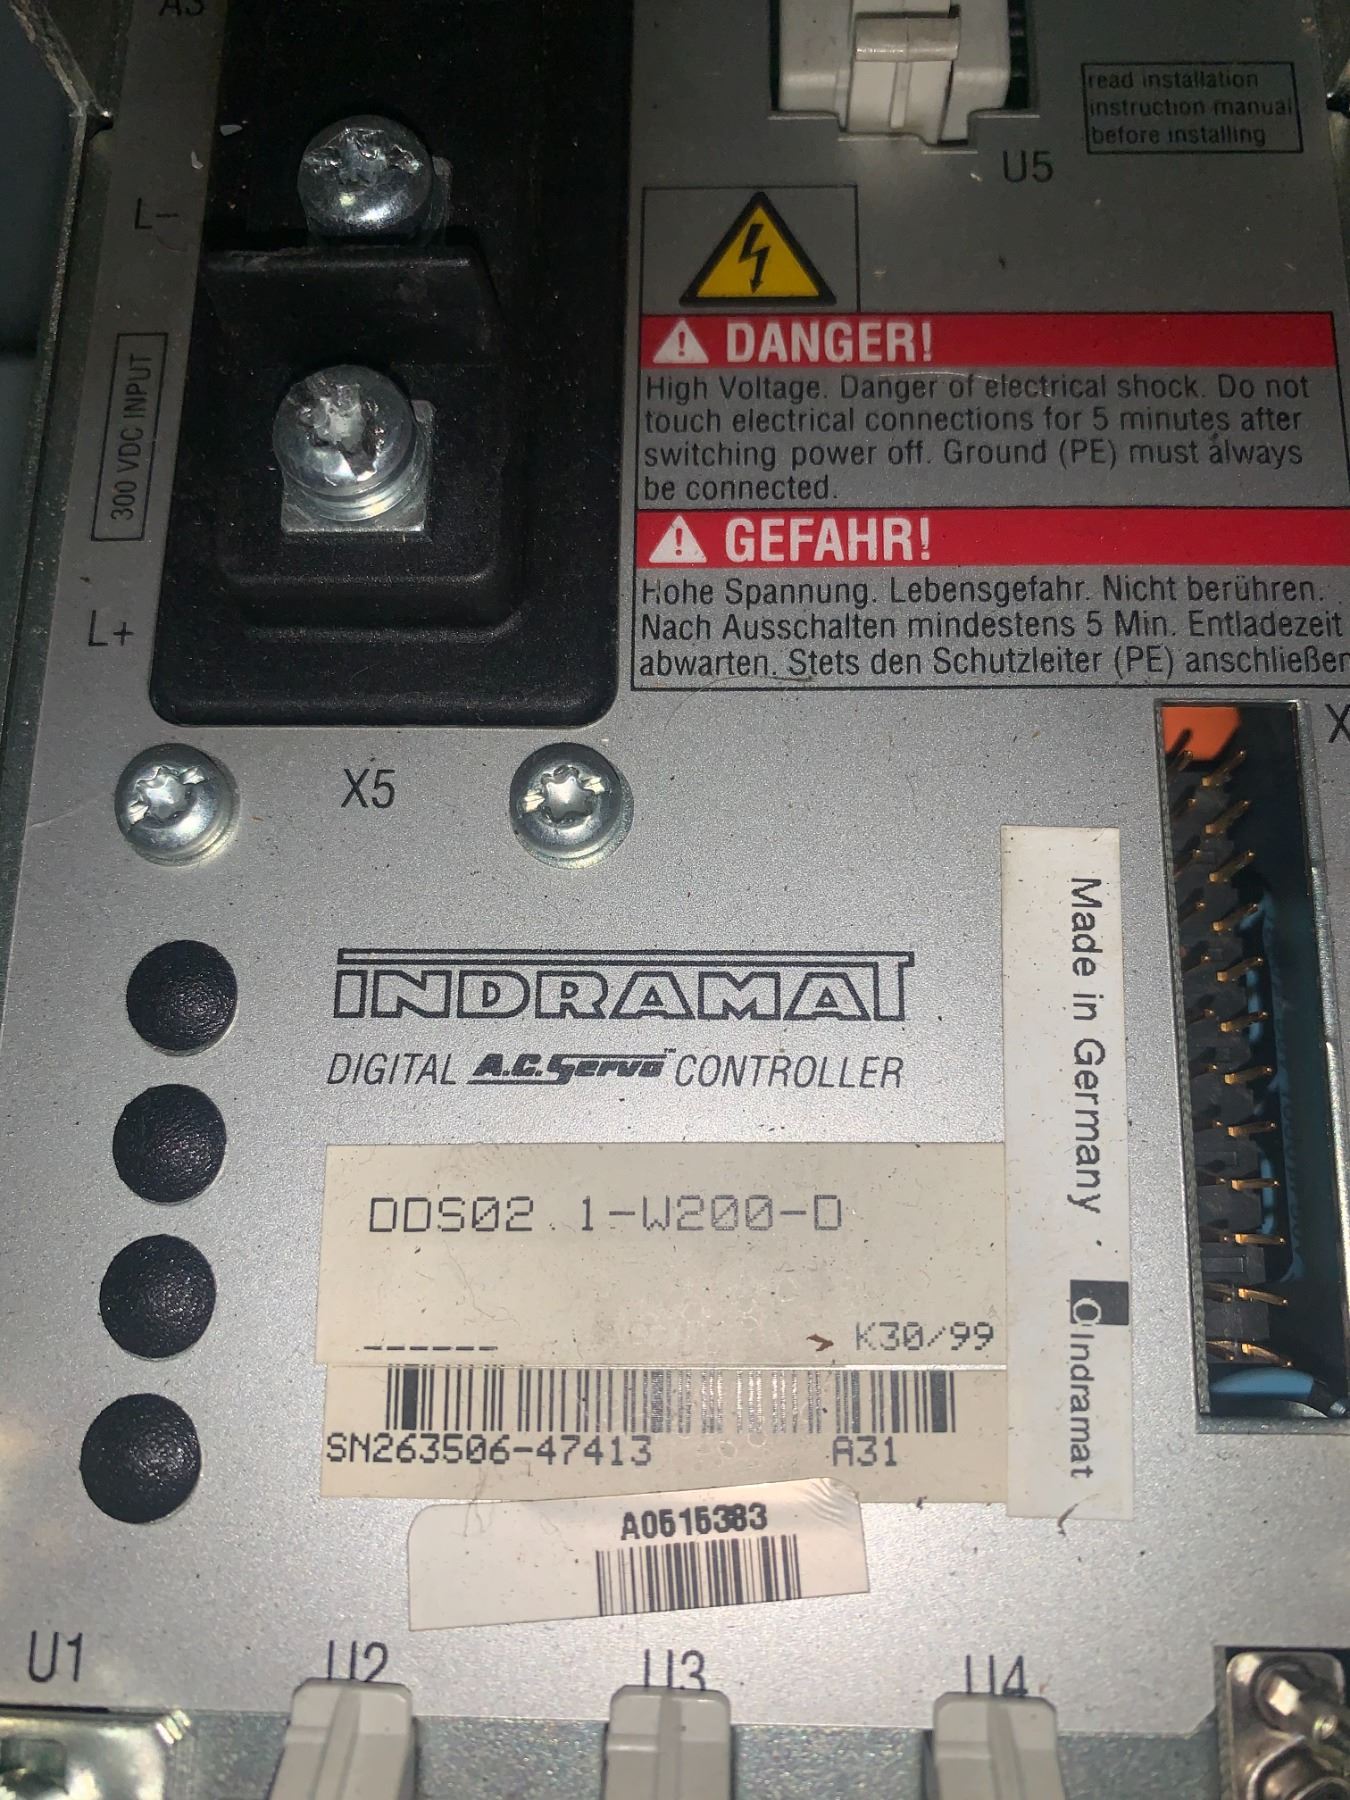 A3
read installation
instruction manual
before installing
U5
L-
DANGER!
High Voltage. Danger of electrical shock. Do not
touch electrical connections for 5 minutes after
switching power off. Ground (PE) must always
be connected.
300 VDC INPUT
GEFAHR!
Hohe Spannung. Lebensgefahr. Nicht berühren.
Nach Ausschalten mindestens 5 Min. Entladezeit
abwarten. Stets den Schutzleiter (PE) anschließen
L+
X
X5
INDRAMAT
DIGITAL A.C. Servo™ CONTROLLER
Made in Germany
Indramat
DDS02.1-W200-D
------ K30/99
SN263506-47413 A31
A0515383
U1 U2 U3 U4